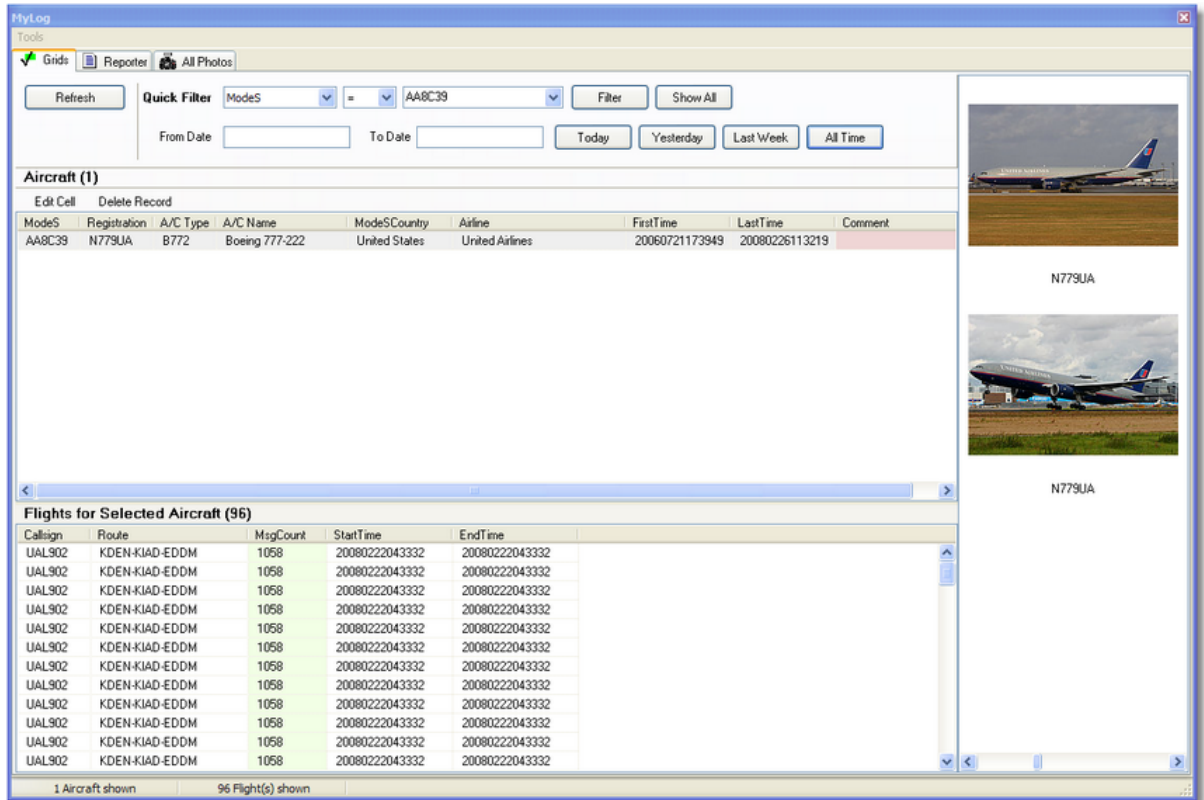 MyLog
Tools
Grids Reporter All Photos
Refresh Quick Filter ModeS = AA8C39 Filter Show All
From Date To Date Today Yesterday Last Week All Time
Aircraft (1)
Edit Cell Delete Record
ModeS Registration A/C Type A/C Name ModeSCountry Airline FirstTime LastTime Comment
AA8C39 N779UA B772 Boeing 777-222 United States United Airlines 20060721173949 20080226113219
UNITED AIRLINES
N779UA
UNITED AIRLINES
N779UA
Flights for Selected Aircraft (96)
Callsign Route MsgCount StartTime EndTime
UAL902 KDEN-KIAD-EDDM 1058 20080222043332 20080222043332
UAL902 KDEN-KIAD-EDDM 1058 20080222043332 20080222043332
UAL902 KDEN-KIAD-EDDM 1058 20080222043332 20080222043332
UAL902 KDEN-KIAD-EDDM 1058 20080222043332 20080222043332
UAL902 KDEN-KIAD-EDDM 1058 20080222043332 20080222043332
UAL902 KDEN-KIAD-EDDM 1058 20080222043332 20080222043332
UAL902 KDEN-KIAD-EDDM 1058 20080222043332 20080222043332
UAL902 KDEN-KIAD-EDDM 1058 20080222043332 20080222043332
UAL902 KDEN-KIAD-EDDM 1058 20080222043332 20080222043332
UAL902 KDEN-KIAD-EDDM 1058 20080222043332 20080222043332
UAL902 KDEN-KIAD-EDDM 1058 20080222043332 20080222043332
UAL902 KDEN-KIAD-EDDM 1058 20080222043332 20080222043332
1 Aircraft shown 96 Flight(s) shown